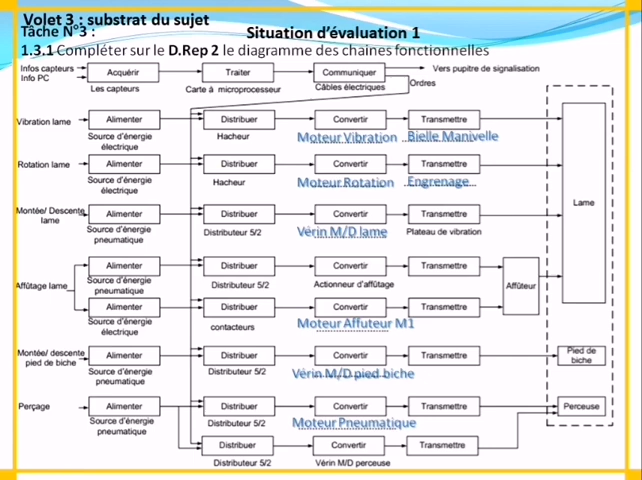 Volet 3 : substrat du sujet
Tâche N°3 :
Situation d'évaluation 1
1.3.1 Compléter sur le D.Rep 2 le diagramme des chaines fonctionnelles
Infos capteurs
Info PC
Acquérir
Traiter
Communiquer
Vers pupitre de signalisation
Les capteurs
Carte à microprocesseur
Câbles électriques
Ordres
Vibration lame
Alimenter
Distribuer
Convertir
Transmettre
Source d'énergie
électrique
Hacheur
Moteur Vibration
Bielle Manivelle
Rotation lame
Alimenter
Distribuer
Convertir
Transmettre
Source d'énergie
électrique
Hacheur
Moteur Rotation
Engrenage
Lame
Montée/ Descente
lame
Alimenter
Distribuer
Convertir
Transmettre
Source d'énergie
pneumatique
Distributeur 5/2
Vérin M/D lame
Plateau de vibration
Affûtage lame
Alimenter
Distribuer
Convertir
Transmettre
Source d'énergie
pneumatique
Distributeur 5/2
Actionneur d'affûtage
Affûteur
Alimenter
Distribuer
Convertir
Transmettre
Source d'énergie
électrique
contacteurs
Moteur Affuteur M1
Montée/ descente
pied de biche
Alimenter
Distribuer
Convertir
Transmettre
Pied de
biche
Source d'énergie
pneumatique
Distributeur 5/2
Vérin M/D pied biche
Perçage
Alimenter
Distribuer
Convertir
Transmettre
Perceuse
Source d'énergie
pneumatique
Distributeur 5/2
Moteur Pneumatique
Distribuer
Convertir
Transmettre
Distributeur 5/2
Vérin M/D perceuse